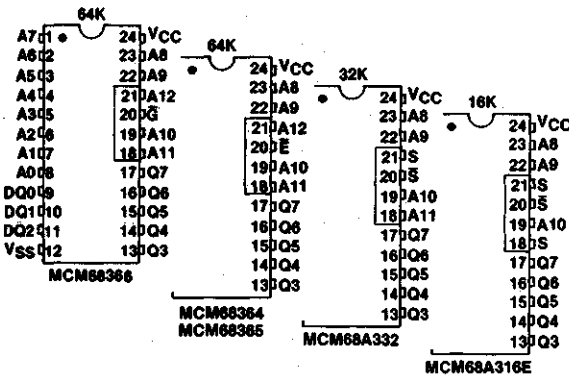 64K
A7 1 24 VCC
A6 2 23 A8
A5 3 22 A9
A4 4 21 A12
A3 5 20 G̅
A2 6 19 A10
A1 7 18 A11
A0 8 17 Q7
DQ0 9 16 Q6
DQ1 10 15 Q5
DQ2 11 14 Q4
VSS 12 13 Q3
MCM68366
64K
24 VCC
23 A8
22 A9
21 A12
20 E̅
19 A10
18 A11
17 Q7
16 Q6
15 Q5
14 Q4
13 Q3
MCM68364
MCM68365
32K
24 VCC
23 A8
22 A9
21 S
20 S̅
19 A10
18 A11
17 Q7
16 Q6
15 Q5
14 Q4
13 Q3
MCM68A332
16K
24 VCC
23 A8
22 A9
21 S
20 S̅
19 A10
18 S
17 Q7
16 Q6
15 Q5
14 Q4
13 Q3
MCM68A316E